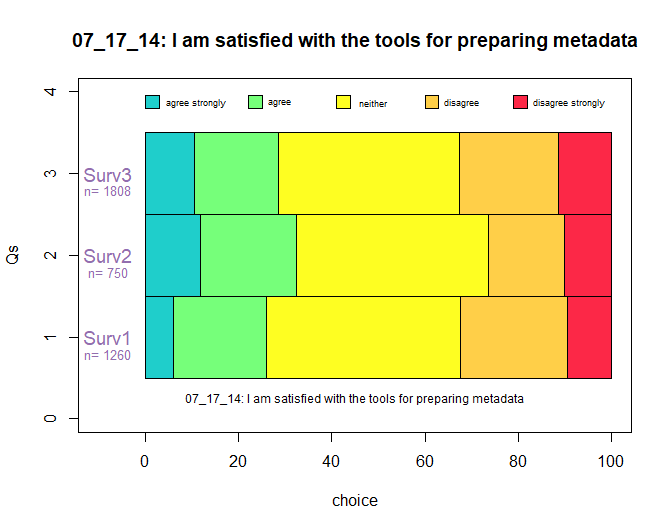 07_17_14: I am satisfied with the tools for preparing metadata
agree strongly agree neither disagree disagree strongly
4
3
2
1
0
Qs
Surv3
n= 1808
Surv2
n= 750
Surv1
n= 1260
07_17_14: I am satisfied with the tools for preparing metadata
0 20 40 60 80 100
choice